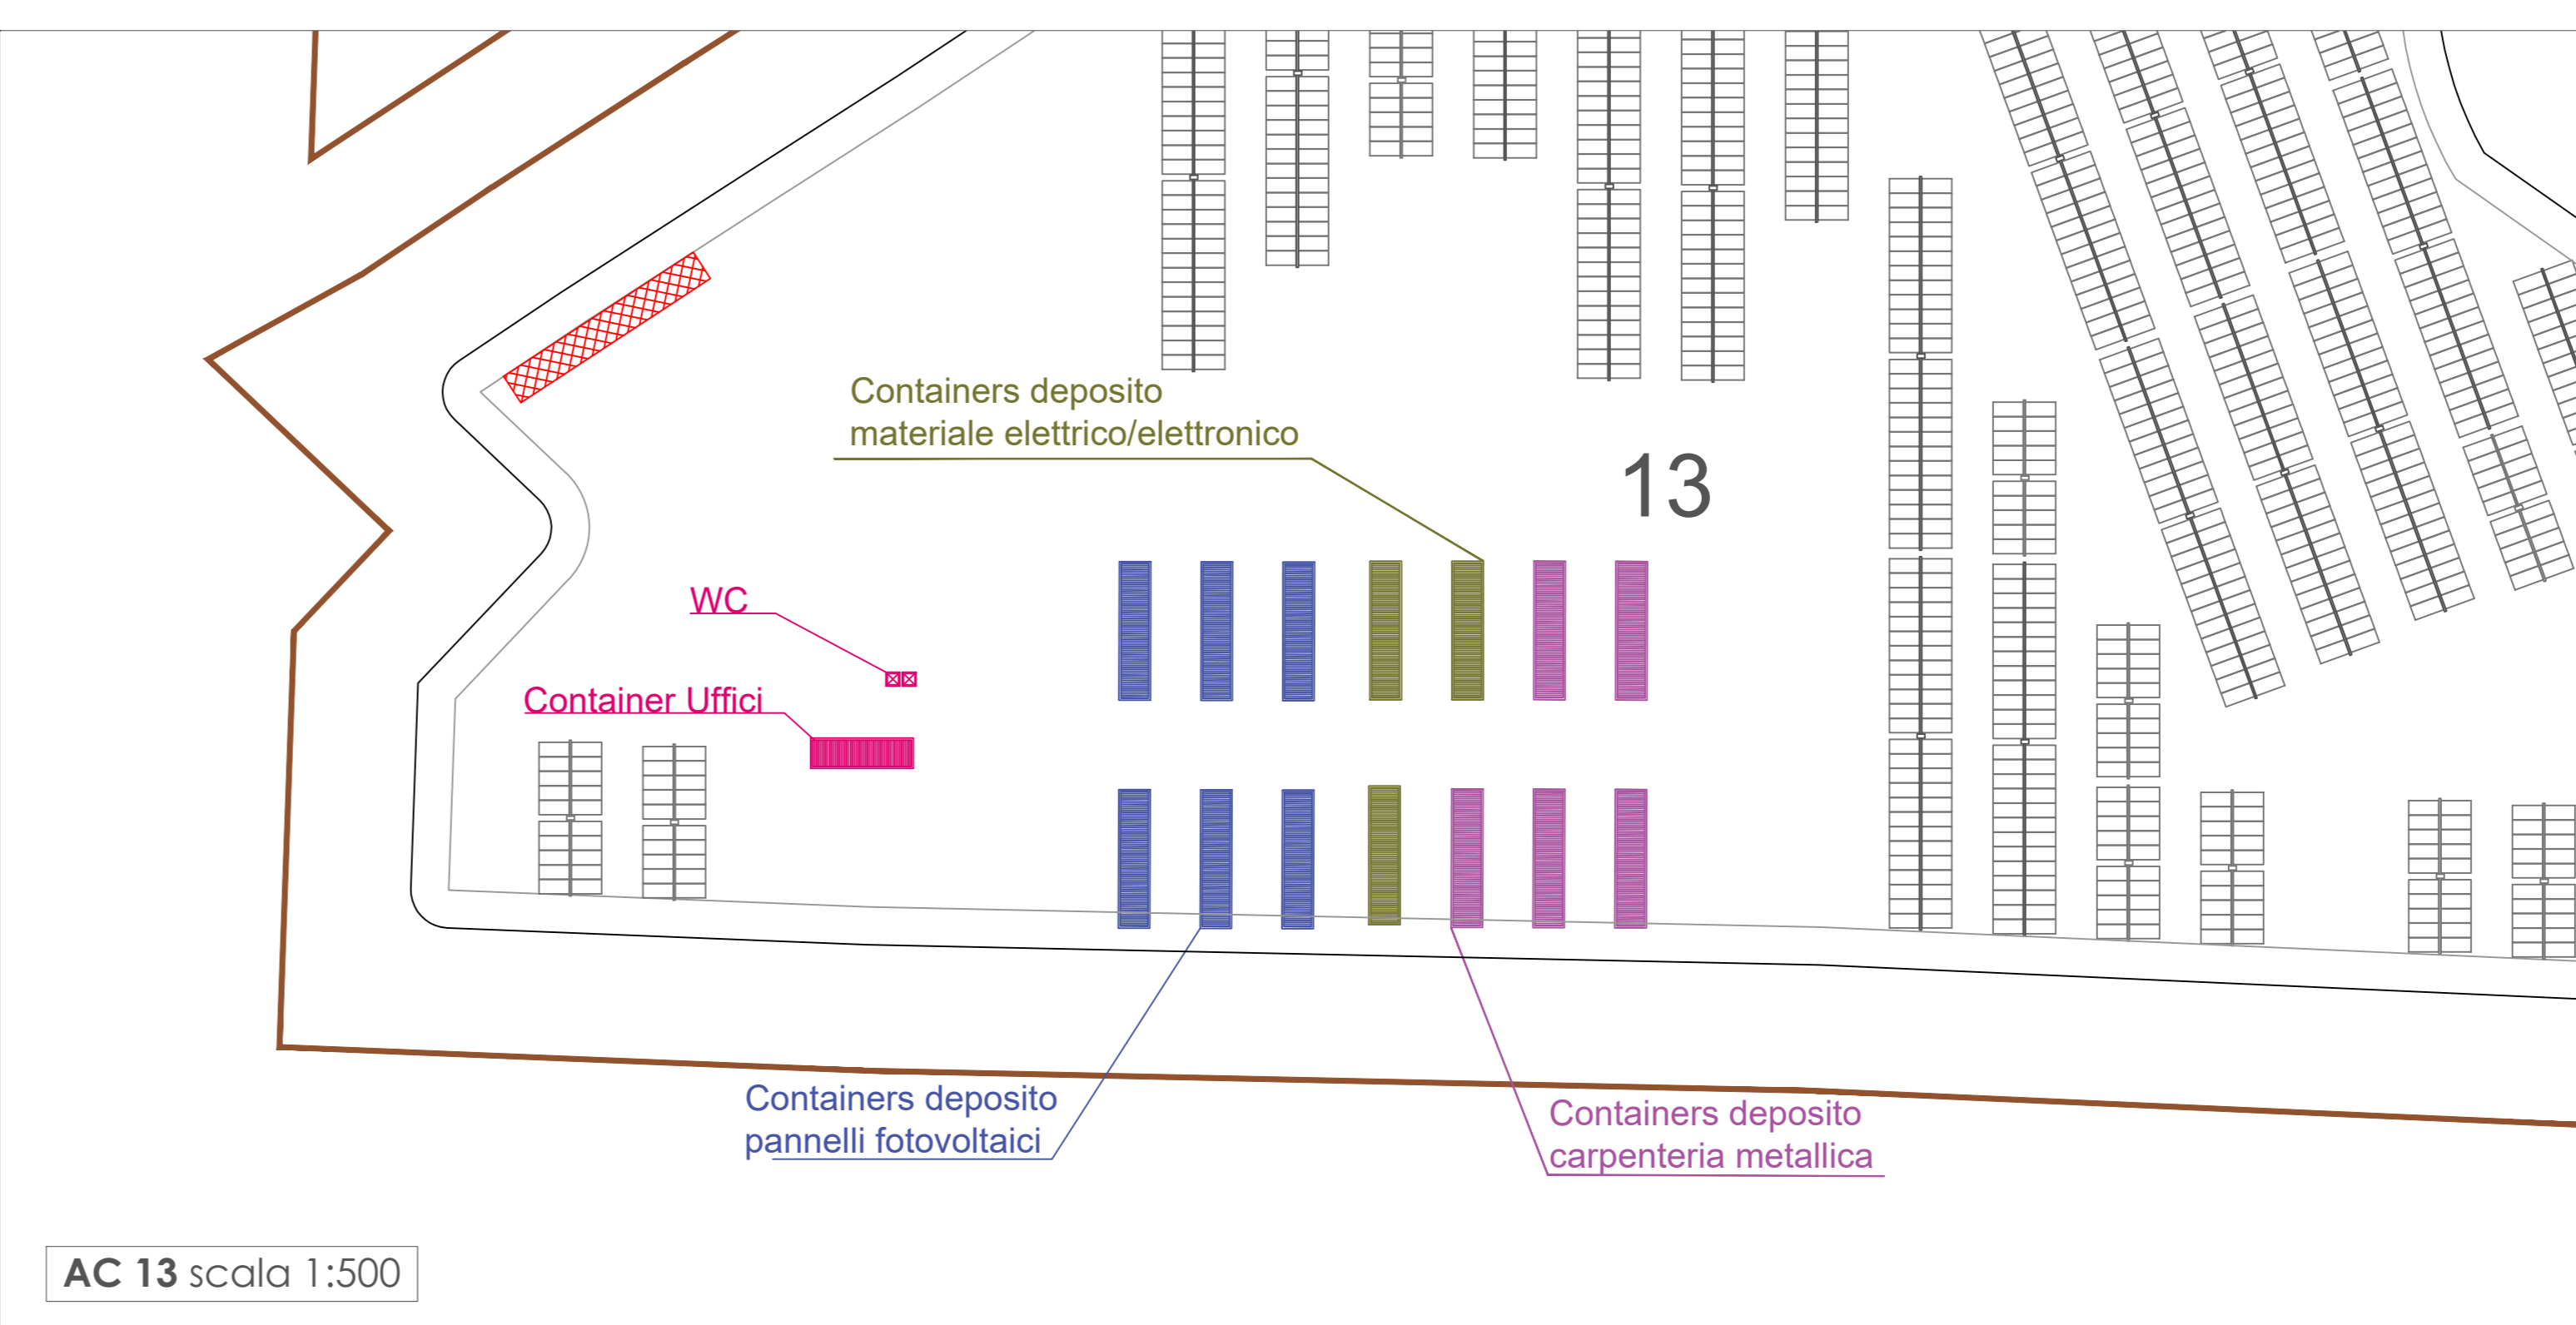 Containers deposito
materiale elettrico/elettronico
13
WC
Container Uffici
Containers deposito
pannelli fotovoltaici
Containers deposito
carpenteria metallica
AC 13 scala 1:500